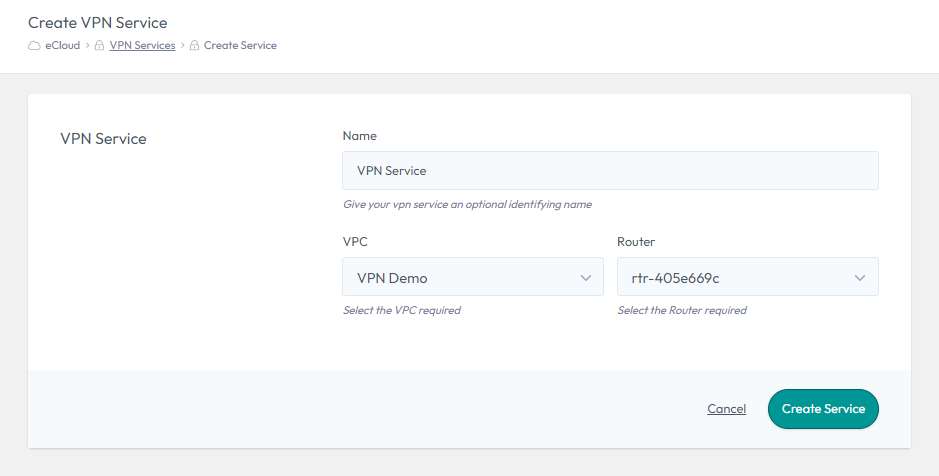 Create VPN Service
eCloud › VPN Services › Create Service
VPN Service
Name
VPN Service
Give your vpn service an optional identifying name
VPC
Router
VPN Demo
rtr-405e669c
Select the VPC required
Select the Router required
Cancel
Create Service